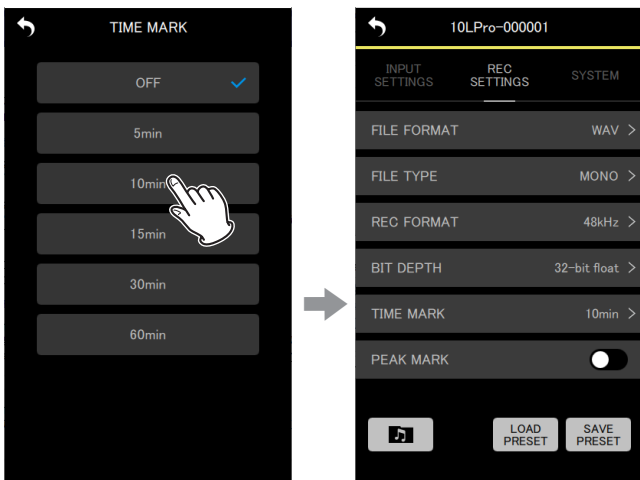 TIME MARK
OFF
5min
10min
15min
30min
60min
10LPro-000001
INPUT
SETTINGS
REC
SETTINGS
SYSTEM
FILE FORMAT WAV >
FILE TYPE MONO >
REC FORMAT 48kHz >
BIT DEPTH 32-bit float >
TIME MARK 10min >
PEAK MARK
LOAD
PRESET
SAVE
PRESET